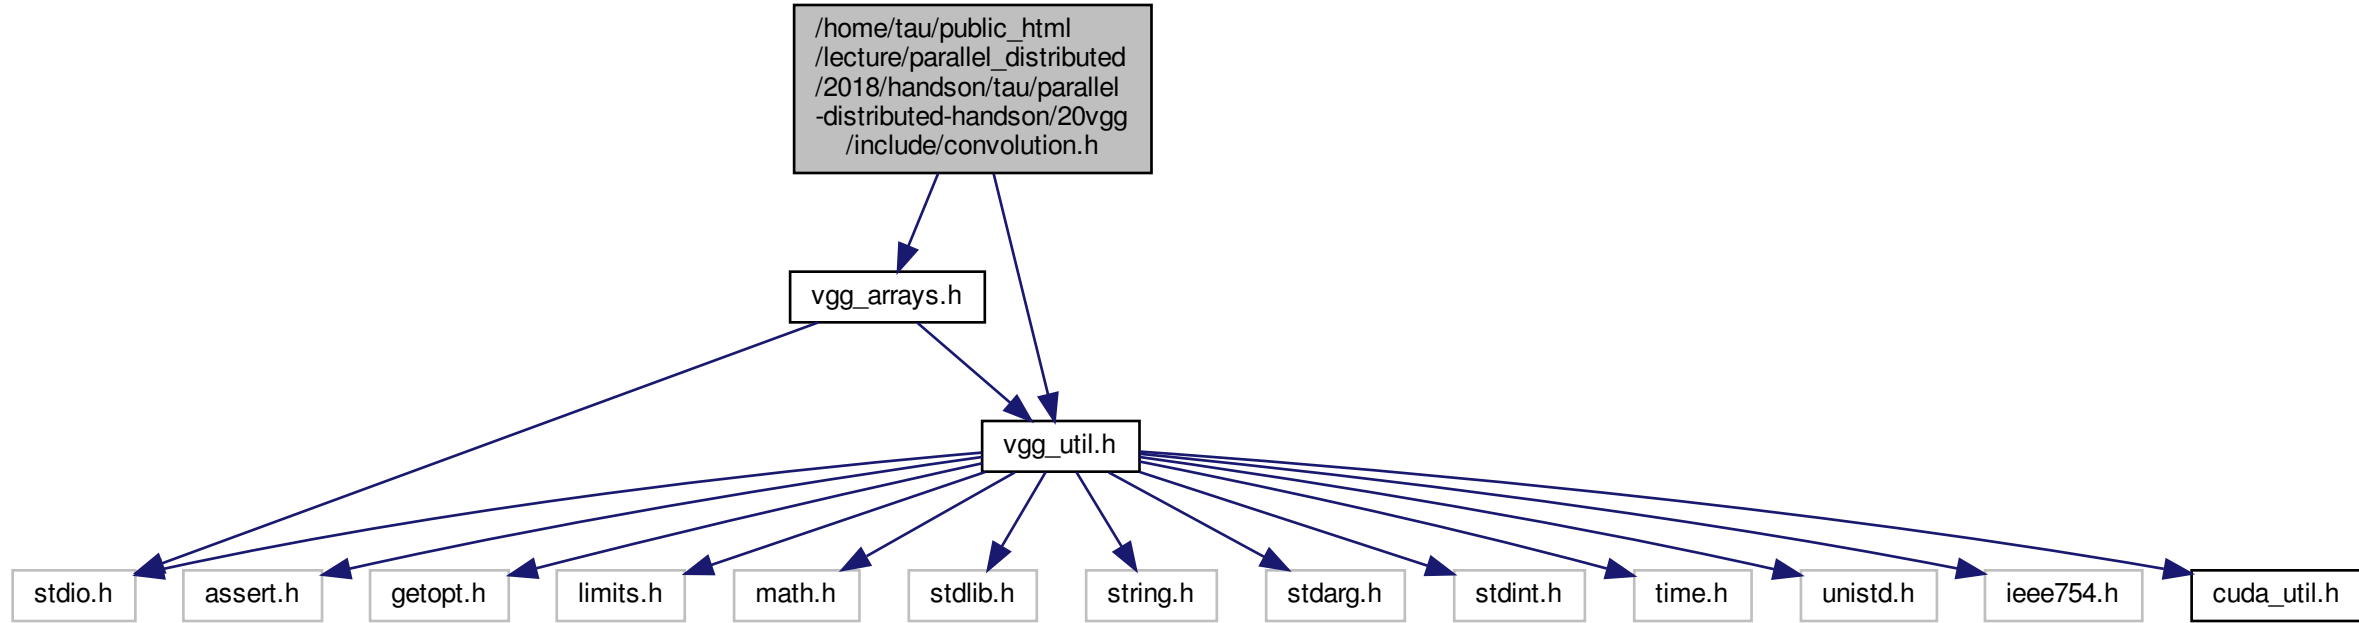 /home/tau/public_html
/lecture/parallel_distributed
/2018/handson/tau/parallel
-distributed-handson/20vgg
/include/convolution.h
vgg_arrays.h
vgg_util.h
stdio.h
assert.h
getopt.h
limits.h
math.h
stdlib.h
string.h
stdarg.h
stdint.h
time.h
unistd.h
ieee754.h
cuda_util.h